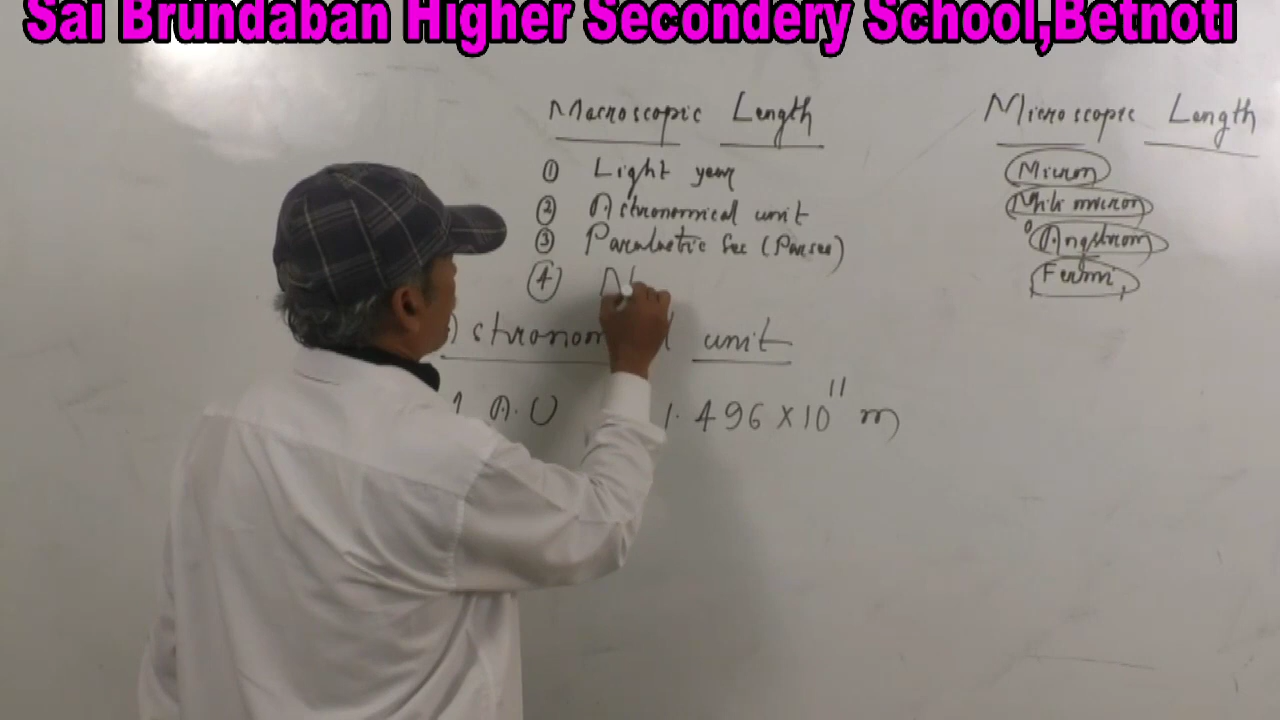 Sai Brundaban Higher Secondery School,Betnoti
Macroscopic Length
① Light year
② Astronomical unit
③ Paralactic Sec (Parsec)
④
Microscopic Length
Micron
Mili micron
Angstrom
Fermi
unit
1 A.U 1.496 × 10¹¹ m